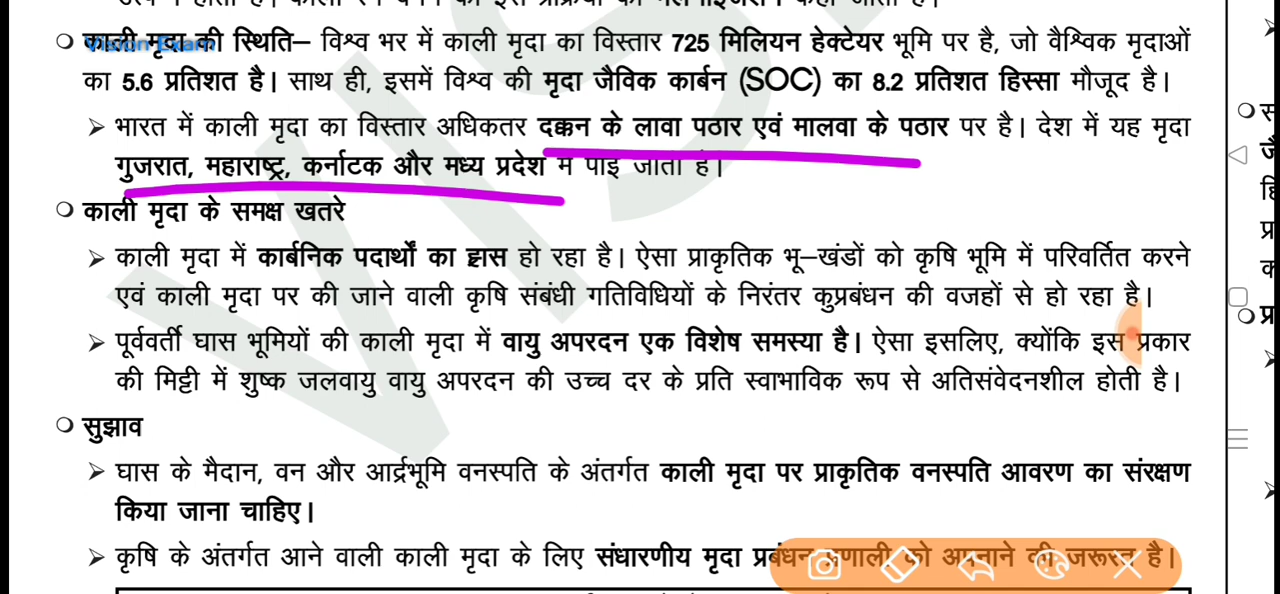 काली मृदा की स्थिति– विश्व भर में काली मृदा का विस्तार 725 मिलियन हेक्टेयर भूमि पर है, जो वैश्विक मृदाओं
का 5.6 प्रतिशत है। साथ ही, इसमें विश्व की मृदा जैविक कार्बन (SOC) का 8.2 प्रतिशत हिस्सा मौजूद है।
भारत में काली मृदा का विस्तार अधिकतर दक्कन के लावा पठार एवं मालवा के पठार पर है। देश में यह मृदा
गुजरात, महाराष्ट्र, कर्नाटक और मध्य प्रदेश में पाई जाती है।
काली मृदा के समक्ष खतरे
काली मृदा में कार्बनिक पदार्थों का ह्रास हो रहा है। ऐसा प्राकृतिक भू–खंडों को कृषि भूमि में परिवर्तित करने
एवं काली मृदा पर की जाने वाली कृषि संबंधी गतिविधियों के निरंतर कुप्रबंधन की वजहों से हो रहा है।
पूर्ववर्ती घास भूमियों की काली मृदा में वायु अपरदन एक विशेष समस्या है। ऐसा इसलिए, क्योंकि इस प्रकार
की मिट्टी में शुष्क जलवायु वायु अपरदन की उच्च दर के प्रति स्वाभाविक रूप से अतिसंवेदनशील होती है।
सुझाव
घास के मैदान, वन और आर्द्रभूमि वनस्पति के अंतर्गत काली मृदा पर प्राकृतिक वनस्पति आवरण का संरक्षण
किया जाना चाहिए।
कृषि के अंतर्गत आने वाली काली मृदा के लिए संधारणीय मृदा प्रबंधन प्रणाली को अपनाने की जरूरत है।
Vision Exam